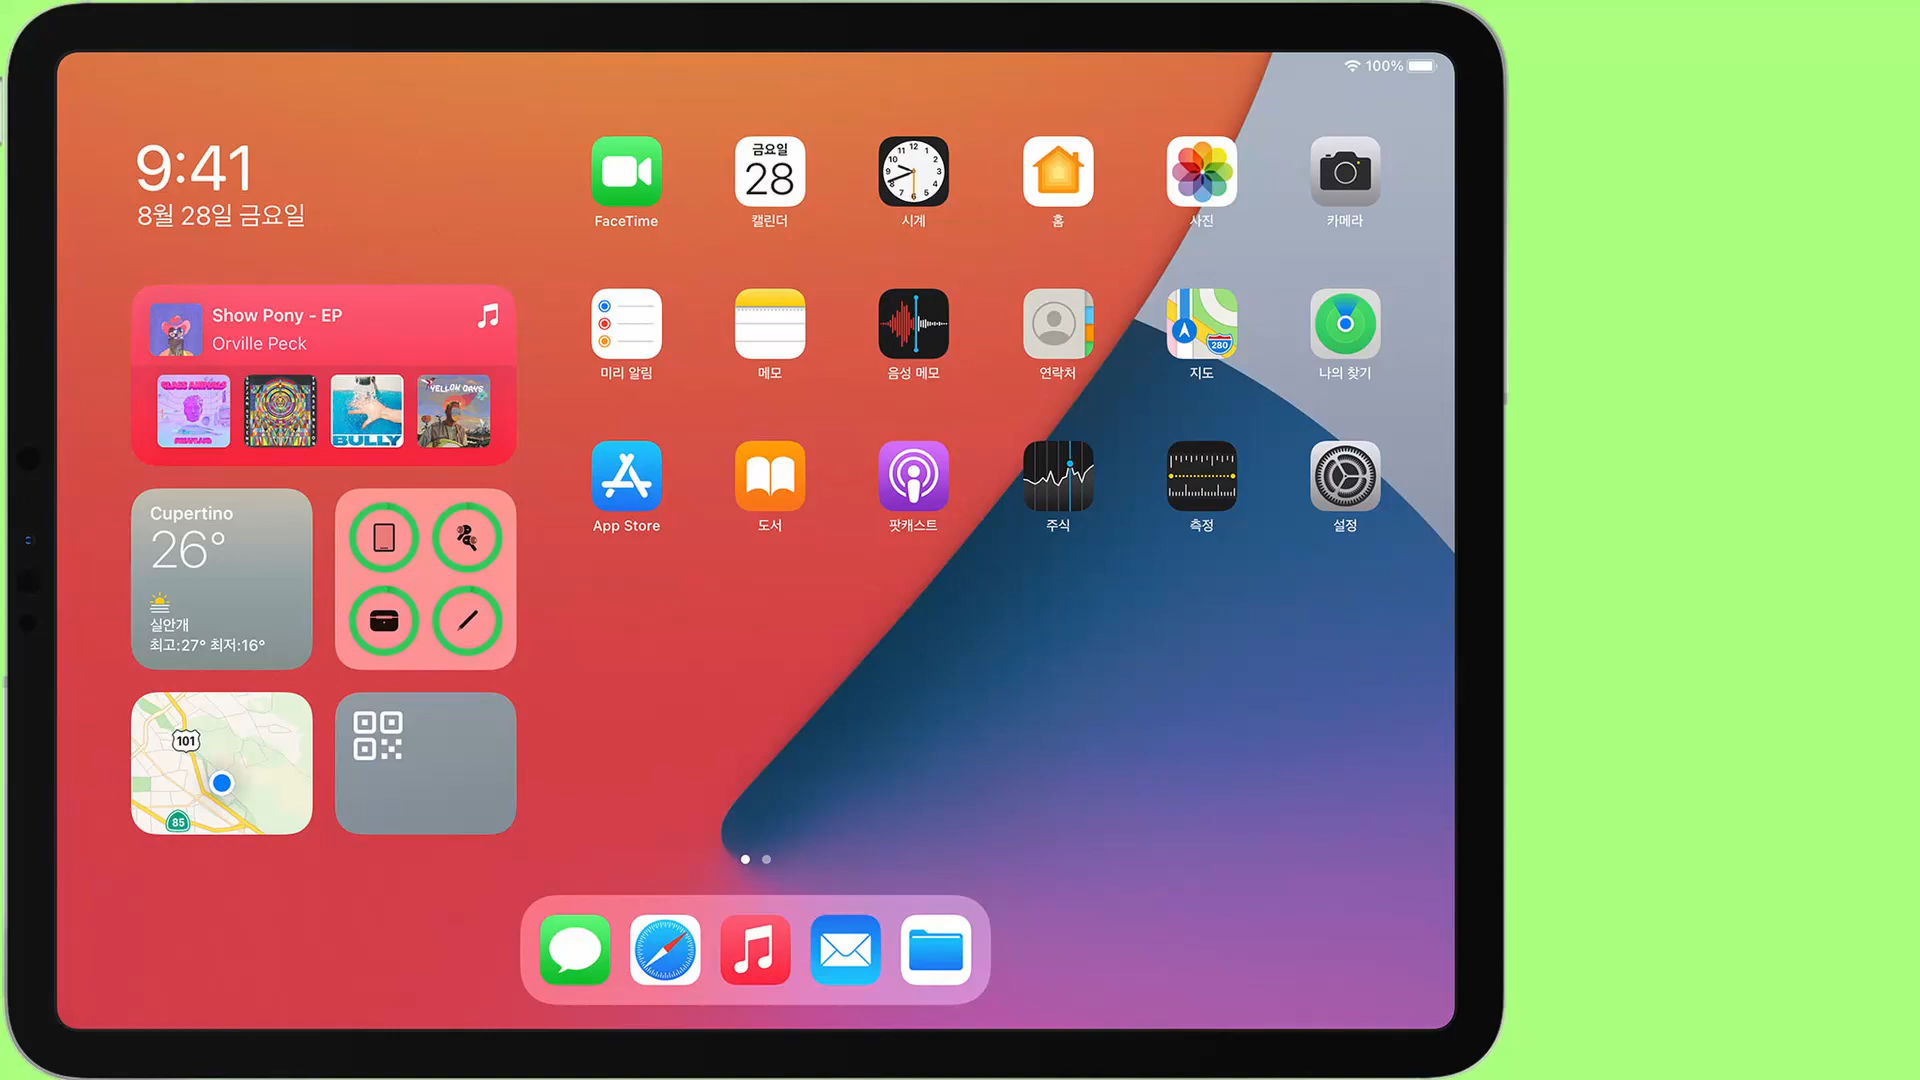 100%
9:41
8월 28일 금요일
Show Pony - EP
Orville Peck
GLASS ANIMALS
BULLY
YELLOW DAYS
Cupertino
26°
실안개
최고:27° 최저:16°
101
85
금요일
28
FaceTime
캘린더
시계
홈
사진
카메라
280
미리 알림
메모
음성 메모
연락처
지도
나의 찾기
App Store
도서
팟캐스트
주식
측정
설정